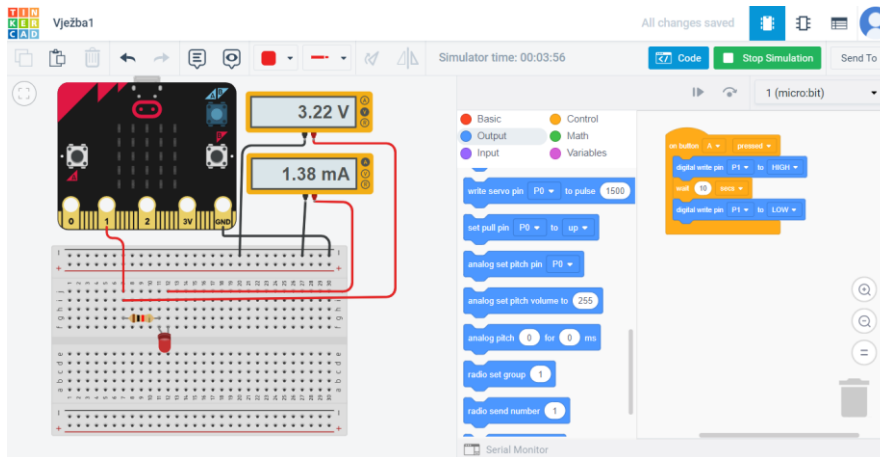 TIN
KER
CAD
Vježba1
All changes saved
Simulator time: 00:03:56
Code
Stop Simulation
Send To
1 (micro:bit)
3.22 V
1.38 mA
0 1 2 3V GND
A
B
Basic
Control
Output
Math
Input
Variables
write servo pin P0 to pulse 1500
set pull pin P0 to up
analog set pitch pin P0
analog set pitch volume to 255
analog pitch 0 for 0 ms
radio set group 1
radio send number 1
on button A pressed
digital write pin P1 to HIGH
wait 10 secs
digital write pin P1 to LOW
Serial Monitor